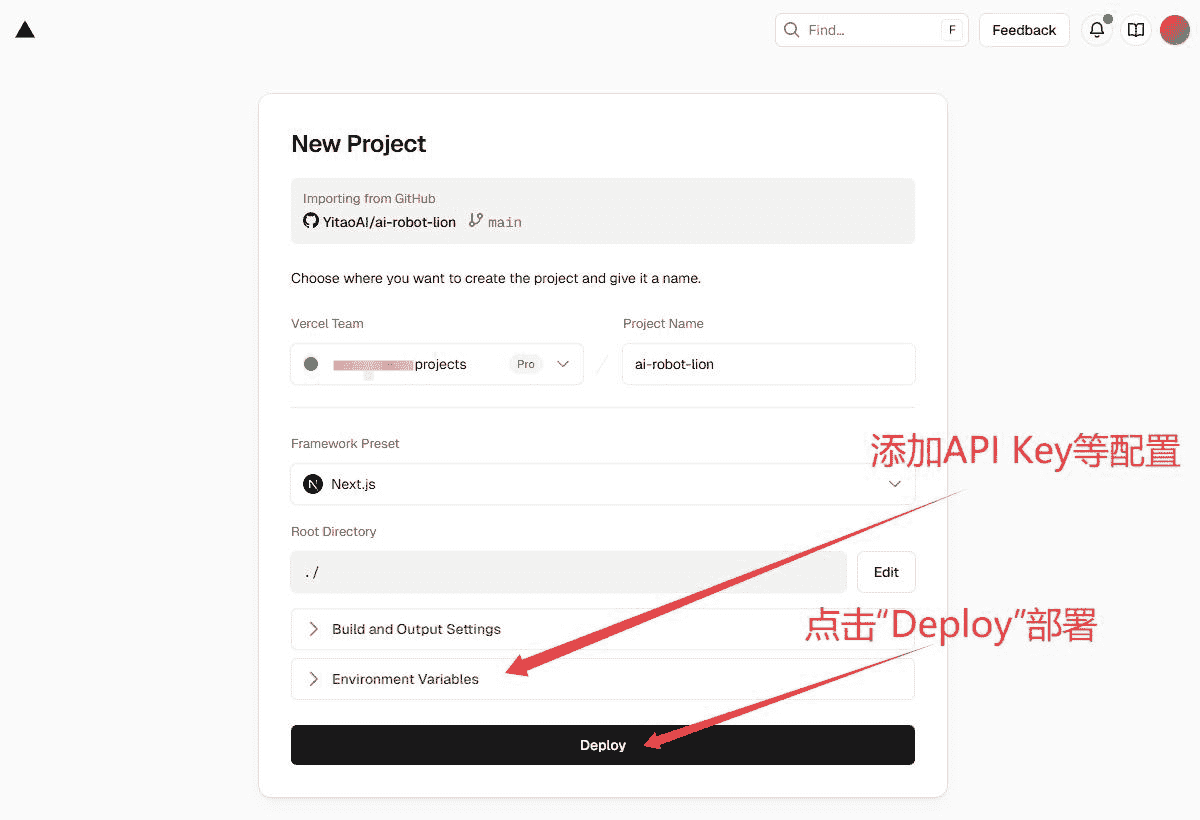 Find...
F
Feedback
New Project
Importing from GitHub
YitaoAI/ai-robot-lion
main
Choose where you want to create the project and give it a name.
Vercel Team
Project Name
projects
Pro
ai-robot-lion
Framework Preset
添加API Key等配置
N
Next.js
Root Directory
./
Edit
点击“Deploy”部署
Build and Output Settings
Environment Variables
Deploy